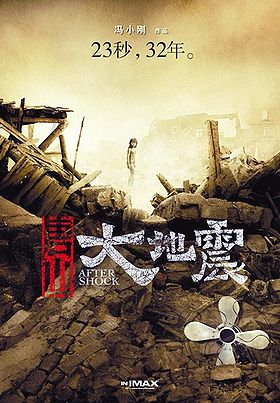 冯小刚 作品
23秒，32年。
唐山
大地震
AFTER
SHOCK
IN IMAX